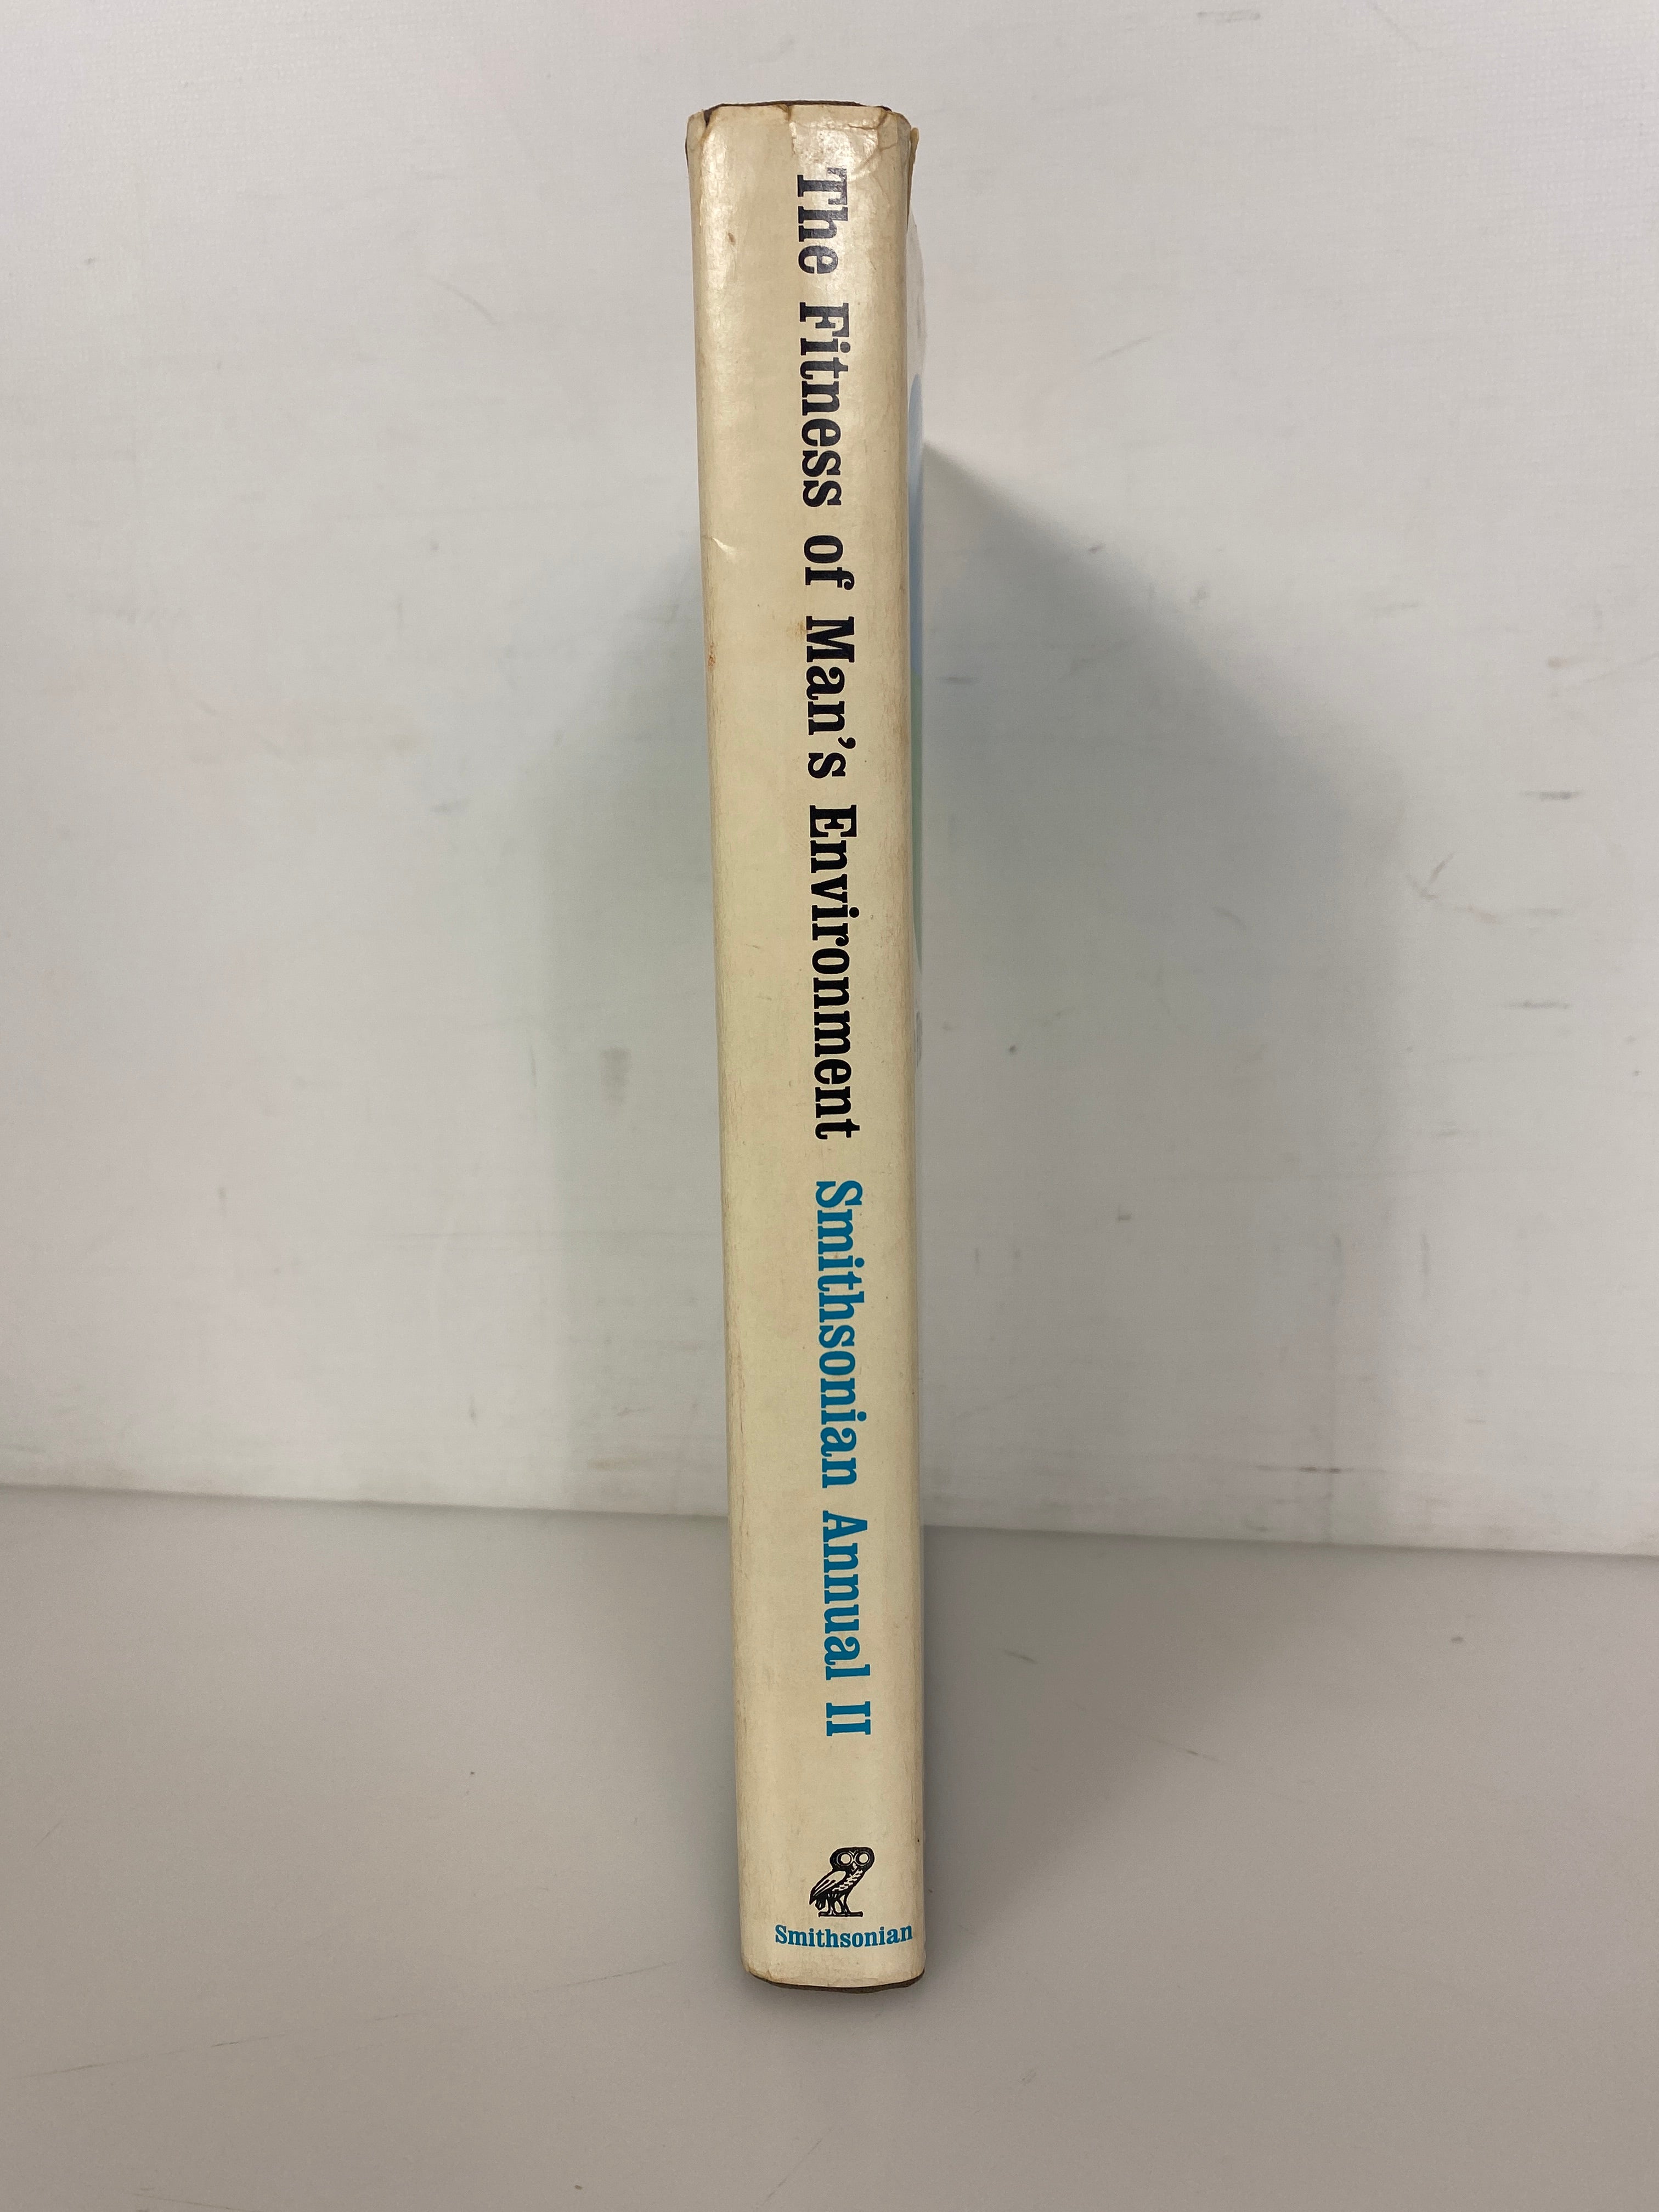 The Fitness of Man's Environment Smithsonian Annual II
Smithsonian